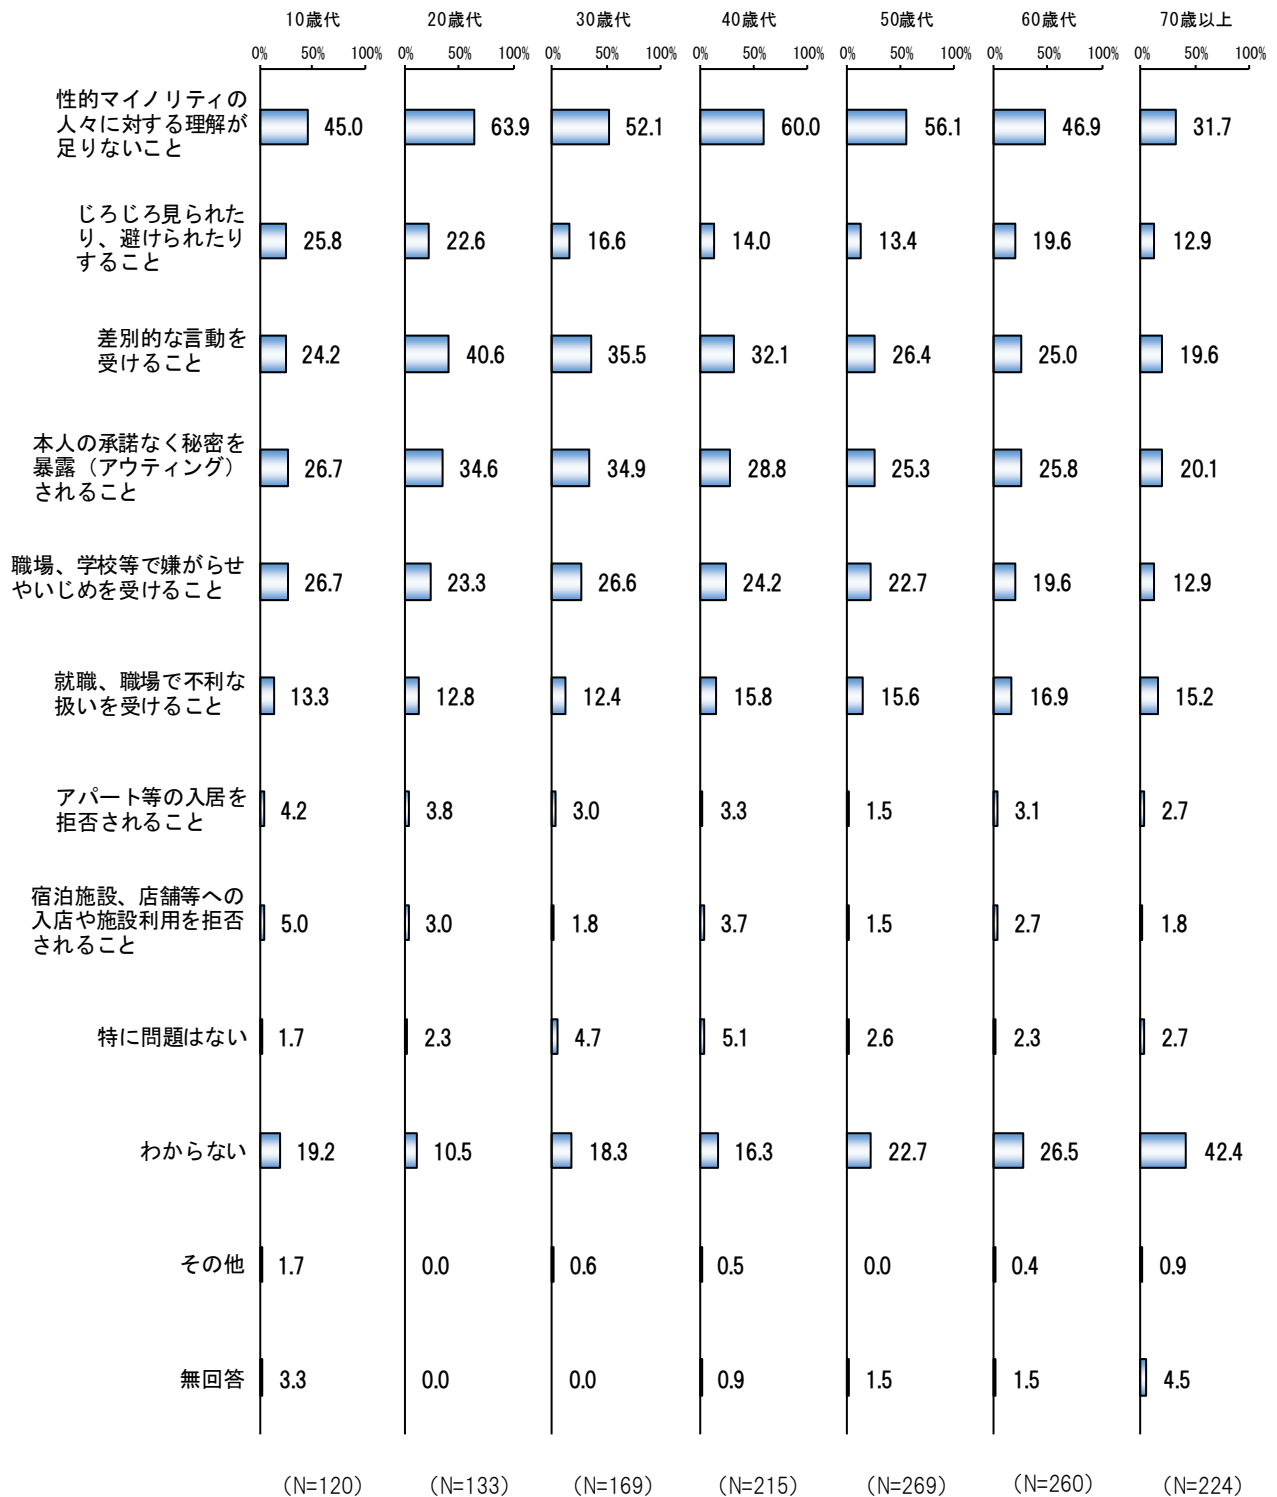 10歳代 20歳代 30歳代 40歳代 50歳代 60歳代 70歳以上
0% 50% 100% 0% 50% 100% 0% 50% 100% 0% 50% 100% 0% 50% 100% 0% 50% 100% 0% 50% 100%
性的マイノリティの
人々に対する理解が
足りないこと
45.0 63.9 52.1 60.0 56.1 46.9 31.7
じろじろ見られた
り、避けられたり
すること
25.8 22.6 16.6 14.0 13.4 19.6 12.9
差別的な言動を
受けること
24.2 40.6 35.5 32.1 26.4 25.0 19.6
本人の承諾なく秘密を
暴露（アウティング）
されること
26.7 34.6 34.9 28.8 25.3 25.8 20.1
職場、学校等で嫌がらせ
やいじめを受けること
26.7 23.3 26.6 24.2 22.7 19.6 12.9
就職、職場で不利な
扱いを受けること
13.3 12.8 12.4 15.8 15.6 16.9 15.2
アパート等の入居を
拒否されること
4.2 3.8 3.0 3.3 1.5 3.1 2.7
宿泊施設、店舗等への
入店や施設利用を拒否
されること
5.0 3.0 1.8 3.7 1.5 2.7 1.8
特に問題はない
1.7 2.3 4.7 5.1 2.6 2.3 2.7
わからない
19.2 10.5 18.3 16.3 22.7 26.5 42.4
その他
1.7 0.0 0.6 0.5 0.0 0.4 0.9
無回答
3.3 0.0 0.0 0.9 1.5 1.5 4.5
（N=120） （N=133） （N=169） （N=215） （N=269） （N=260） （N=224）